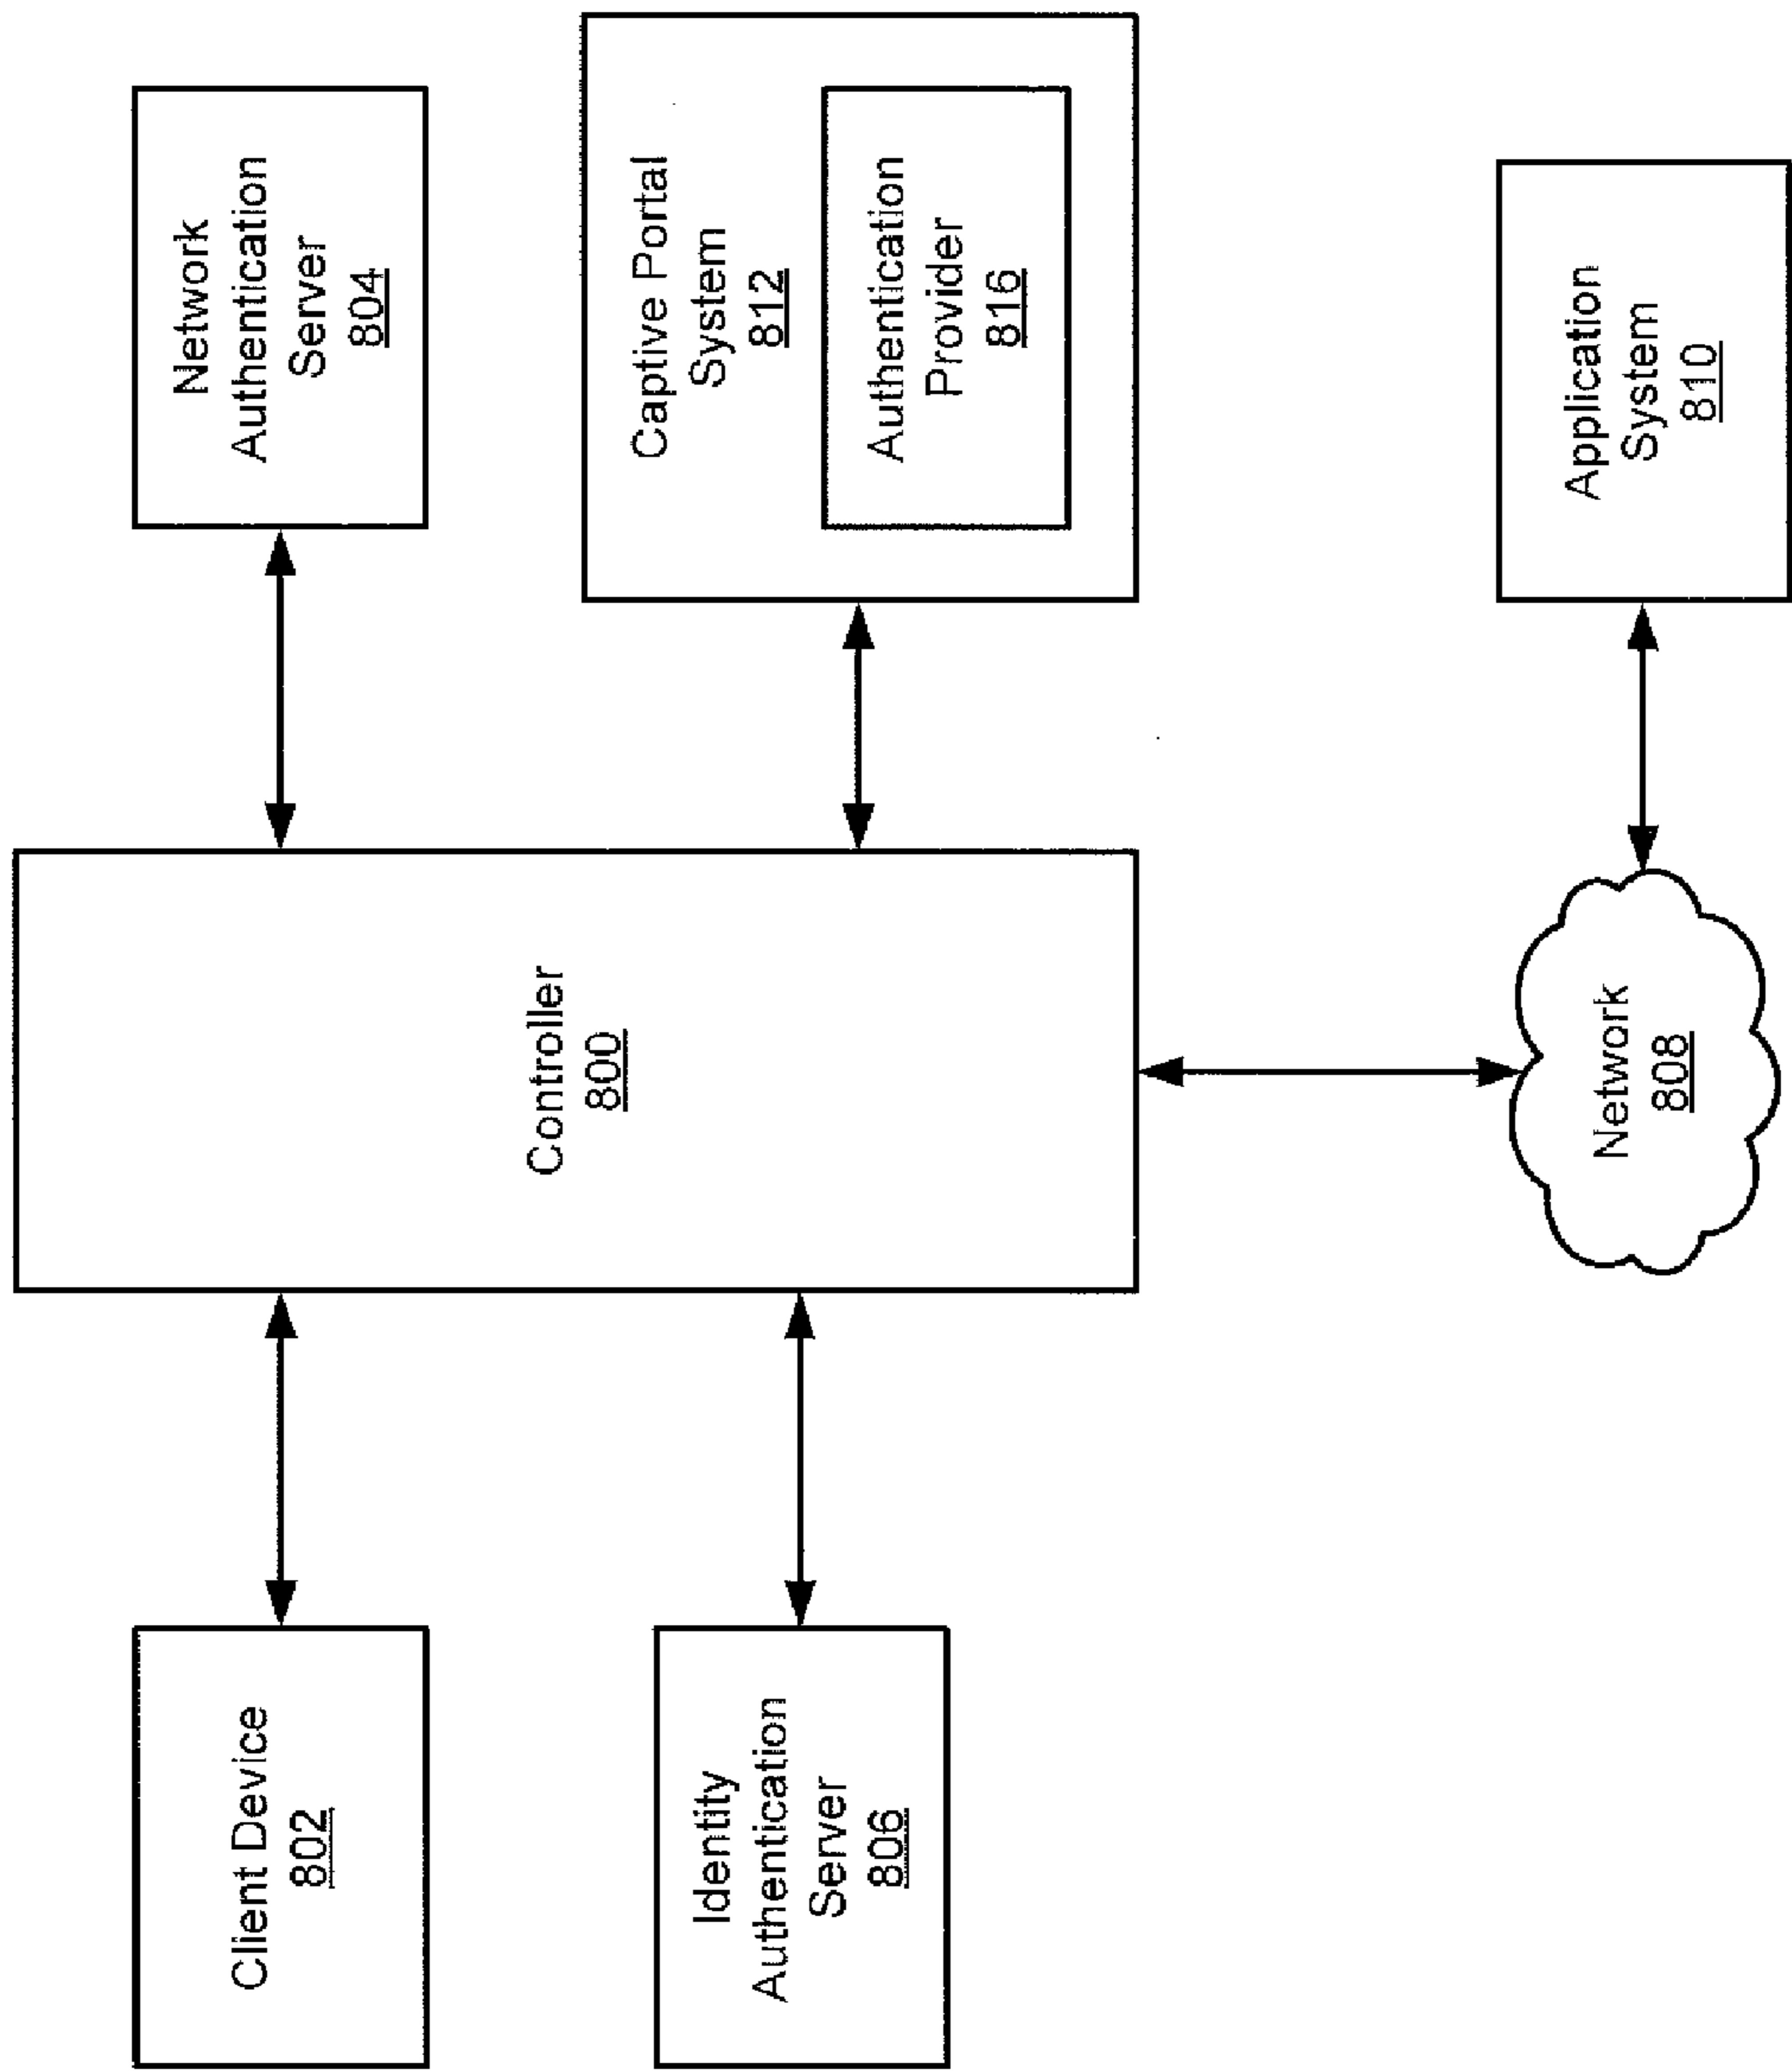 Client Device
802
Identity
Authentication
Server
806
Controller
800
Network
808
Network
Authentication
Server
804
Captive Portal
System
812
Authentication
Provider
816
Application
System
810